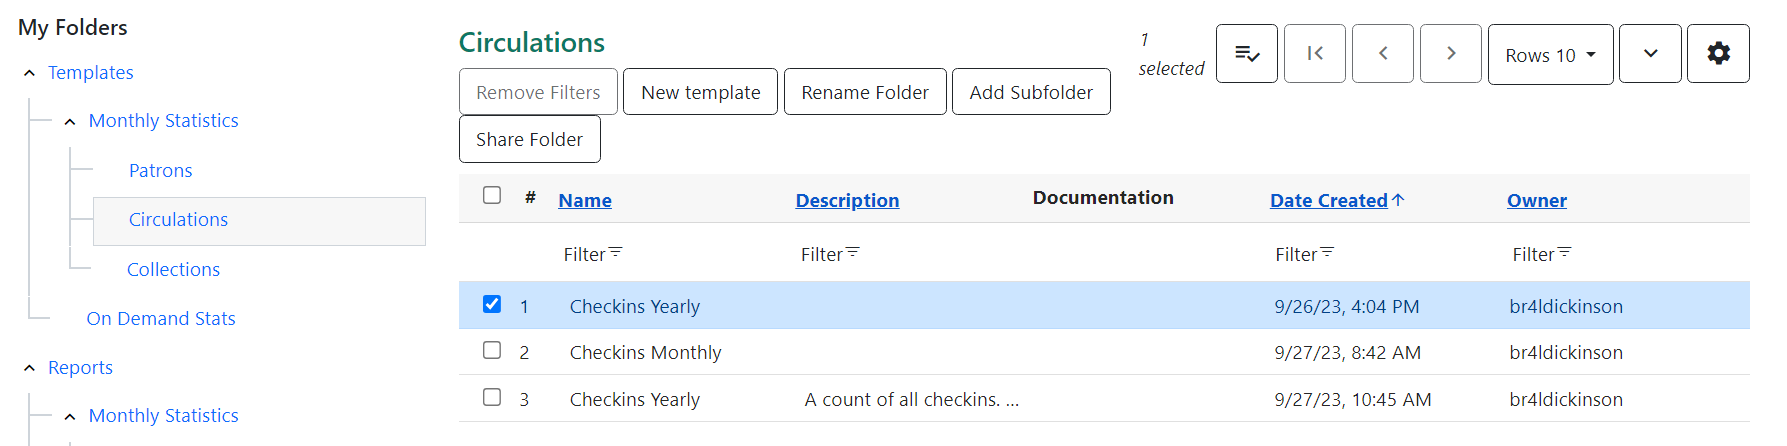 My Folders
Templates
Monthly Statistics
Patrons
Circulations
Collections
On Demand Stats
Reports
Monthly Statistics
Circulations
1 selected
Rows 10
Remove Filters New template Rename Folder Add Subfolder
Share Folder
# Name Description Documentation Date Created Owner
Filter Filter Filter Filter
1 Checkins Yearly 9/26/23, 4:04 PM br4ldickinson
2 Checkins Monthly 9/27/23, 8:42 AM br4ldickinson
3 Checkins Yearly A count of all checkins. ... 9/27/23, 10:45 AM br4ldickinson